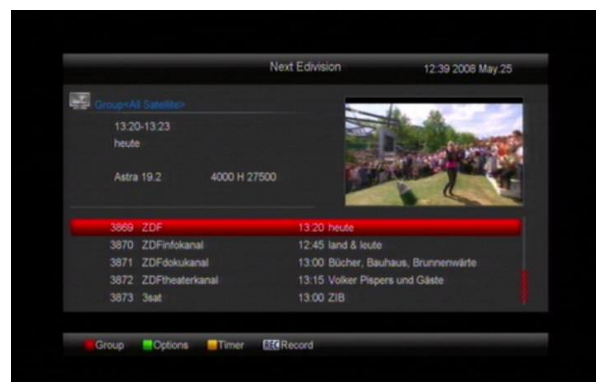 Next Edivision 12:39 2008 May.25
Group<All Satellite>
13:20-13:23
heute
Astra 19.2 4000 H 27500
3869 ZDF 13:20 heute
3870 ZDFinfokanal 12:45 land & leute
3871 ZDFdokukanal 13:00 Bücher, Bauhaus, Brunnenwärte
3872 ZDFtheaterkanal 13:15 Volker Pispers und Gäste
3873 3sat 13:00 ZIB
Group Options Timer REC Record